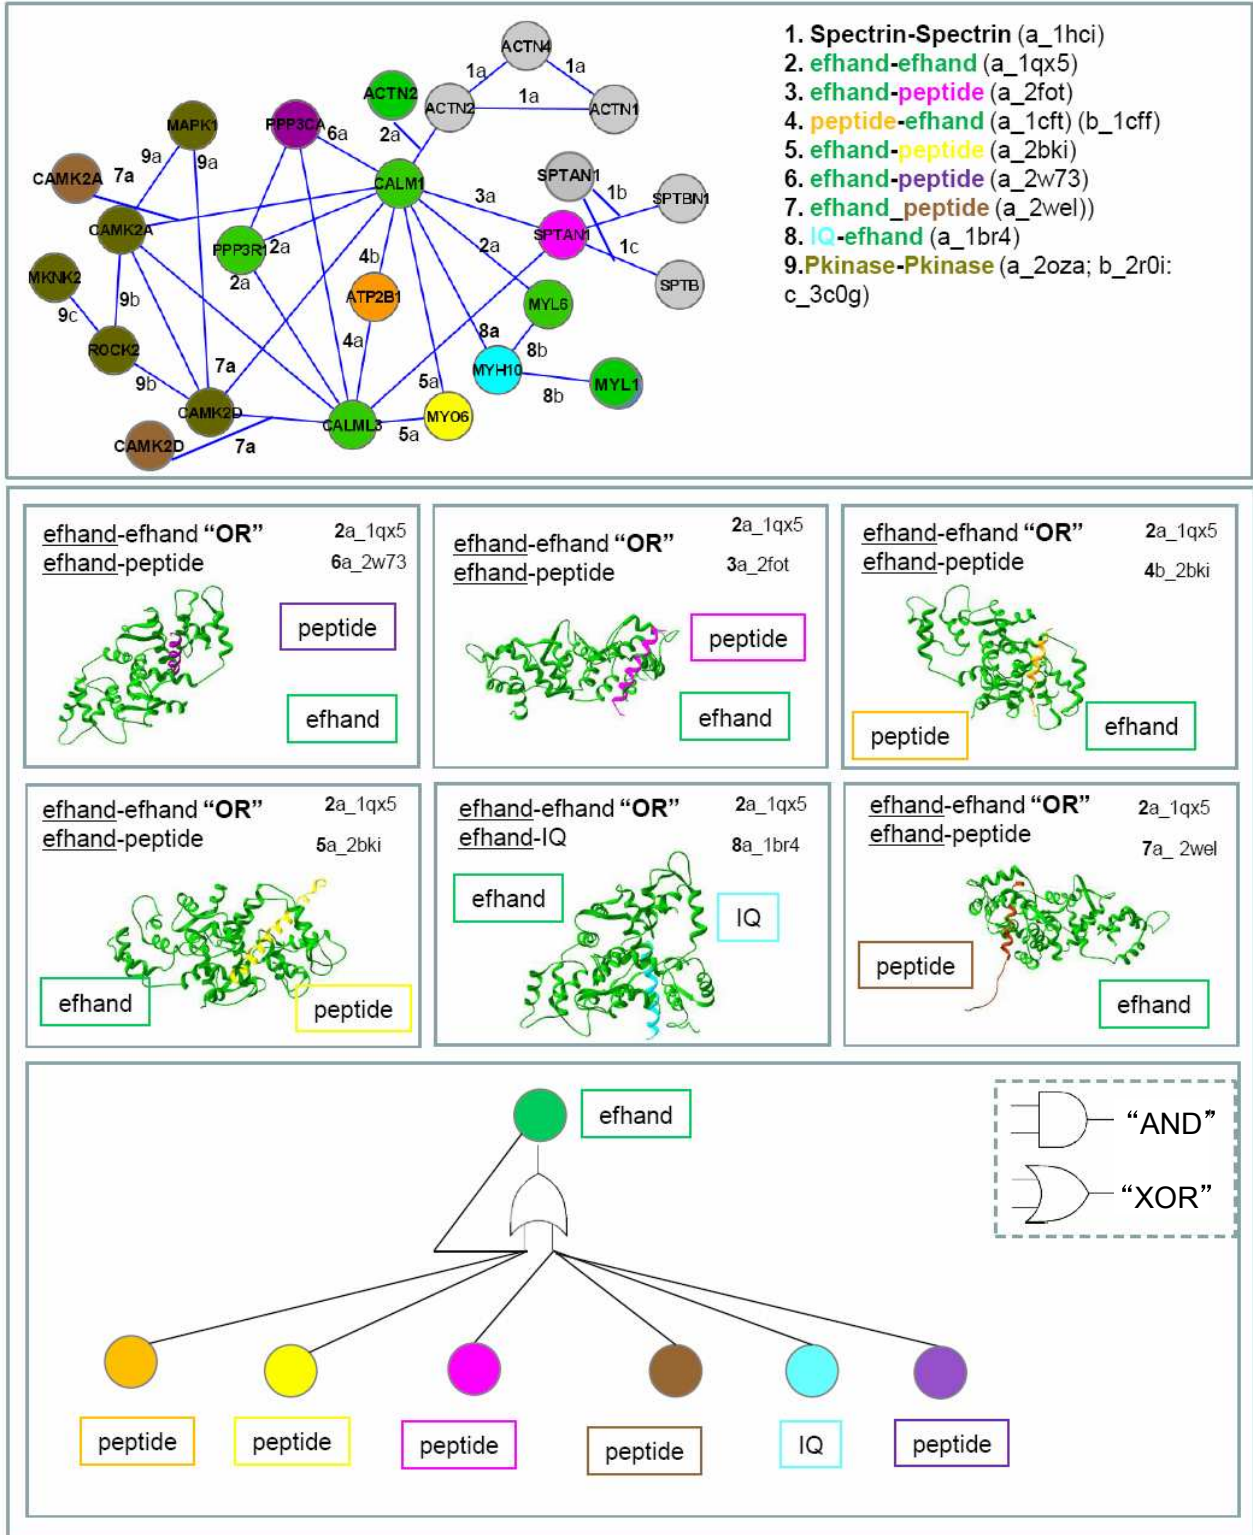 ACTN4
1a
1a
ACTN2
ACTN2
1a
ACTN1
MAPK1
PPP3CA
6a
2a
9a
9a
7a
CAMK2A
CALM1
SPTAN1
1b
SPTBN1
3a
CAMK2A
PPP3R1
2a
2a
SPTAN1
1c
2a
4b
MKNK2
9b
ATP2B1
MYL6
SPTB
9c
ROCK2
4a
8a
8b
7a
MYH10
MYL1
9b
5a
8b
CAMK2D
CALML3
MYO6
CAMK2D
7a
5a
1. Spectrin-Spectrin (a_1hci)
2. efhand-efhand (a_1qx5)
3. efhand-peptide (a_2fot)
4. peptide-efhand (a_1cft) (b_1cff)
5. efhand-peptide (a_2bki)
6. efhand-peptide (a_2w73)
7. efhand_peptide (a_2wel))
8. IQ-efhand (a_1br4)
9.Pkinase-Pkinase (a_2oza; b_2r0i:
c_3c0g)
efhand-efhand “OR” 2a_1qx5
efhand-peptide 6a_2w73
peptide
efhand
efhand-efhand “OR” 2a_1qx5
efhand-peptide 3a_2fot
peptide
efhand
efhand-efhand “OR” 2a_1qx5
efhand-peptide 4b_2bki
peptide
efhand
efhand-efhand “OR” 2a_1qx5
efhand-peptide 5a_2bki
efhand
peptide
efhand-efhand “OR” 2a_1qx5
efhand-IQ 8a_1br4
efhand
IQ
efhand-efhand “OR” 2a_1qx5
efhand-peptide 7a_ 2wel
peptide
efhand
efhand
“AND”
“XOR”
peptide
peptide
peptide
peptide
IQ
peptide